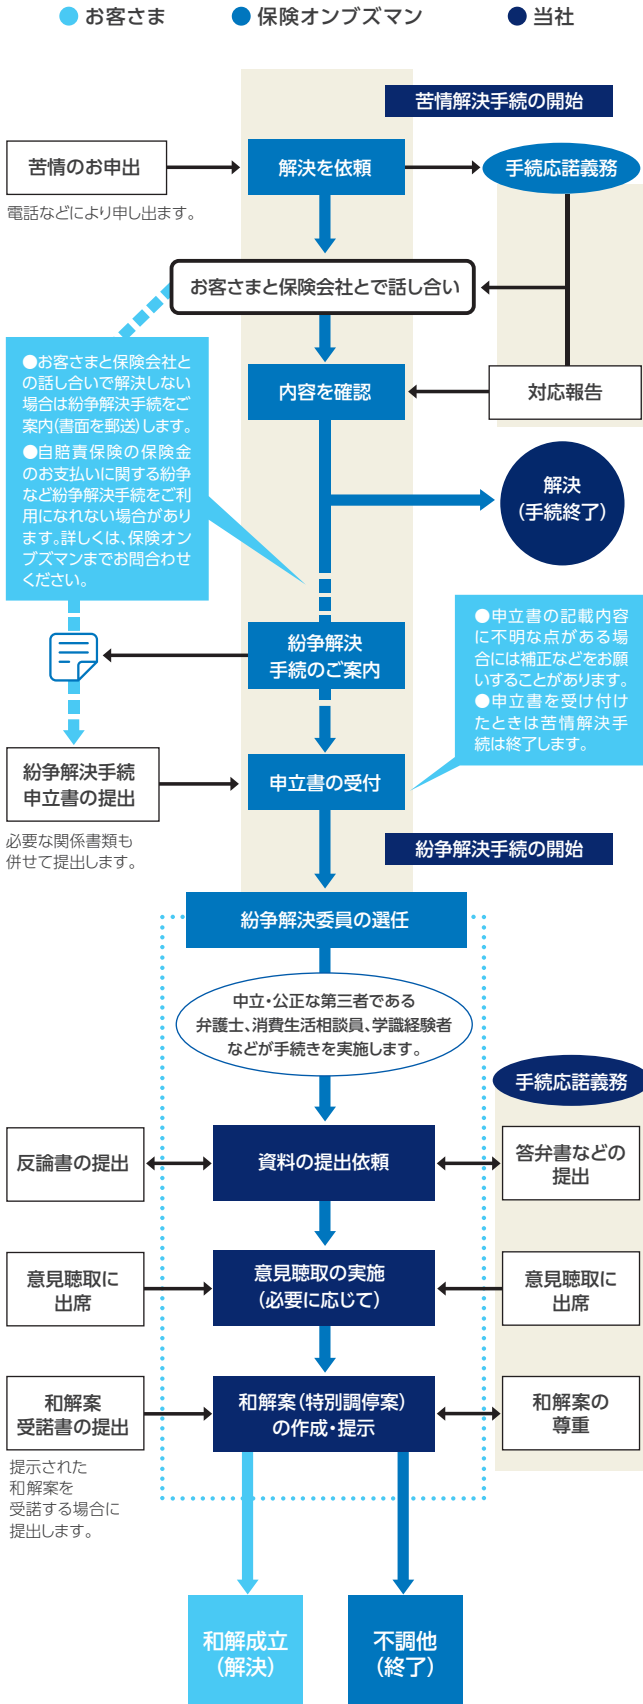 お客さま 保険オンブズマン 当社
苦情解決手続の開始
苦情のお申出
解決を依頼
手続応諾義務
電話などにより申し出ます。
お客さまと保険会社とで話し合い
●お客さまと保険会社と
の話し合いで解決しない
場合は紛争解決手続をご
案内(書面を郵送)します。
●自賠責保険の保険金
のお支払いに関する紛争
など紛争解決手続をご利
用になれない場合があり
ます。詳しくは、保険オン
ブズマンまでお問合わせ
ください。
内容を確認
対応報告
解決
(手続終了)
紛争解決
手続のご案内
●申立書の記載内容
に不明な点がある場
合には補正などをお願
いすることがあります。
●申立書を受け付け
たときは苦情解決手
続は終了します。
紛争解決手続
申立書の提出
申立書の受付
必要な関係書類も
併せて提出します。
紛争解決手続の開始
紛争解決委員の選任
中立・公正な第三者である
弁護士、消費生活相談員、学識経験者
などが手続きを実施します。
手続応諾義務
反論書の提出
資料の提出依頼
答弁書などの
提出
意見聴取に
出席
意見聴取の実施
(必要に応じて)
意見聴取に
出席
和解案
受諾書の提出
和解案(特別調停案)
の作成・提示
和解案の
尊重
提示された
和解案を
受諾する場合に
提出します。
和解成立
(解決)
不調他
(終了)